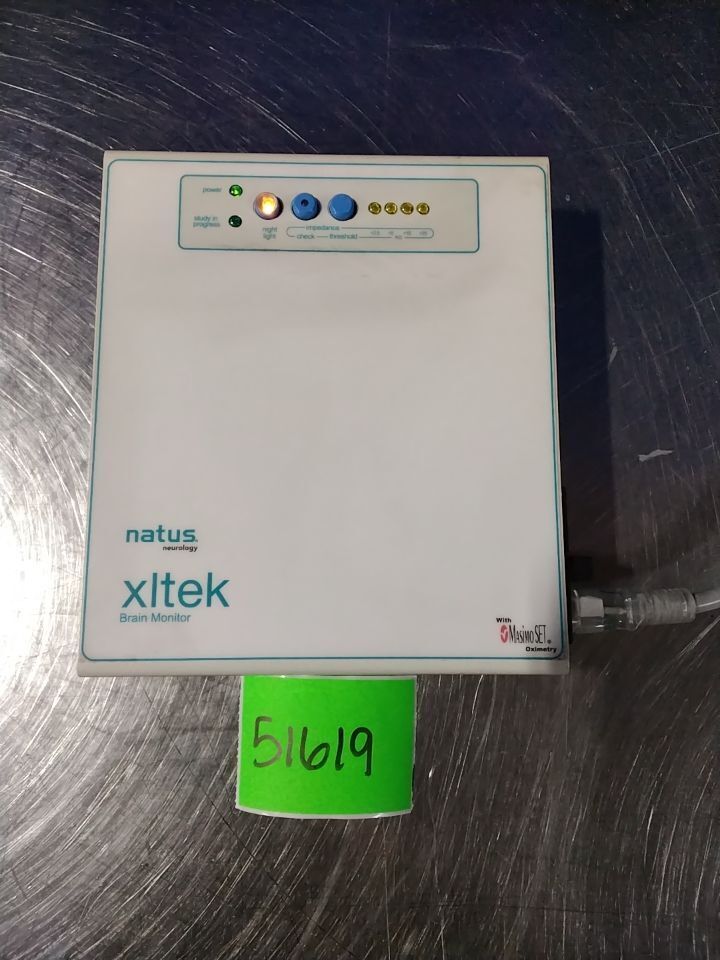 power
study in
progress
night
light
impedance
check
threshold
natus
neurology
xltek
Brain Monitor
With
Masimo SET
Oximetry
51619